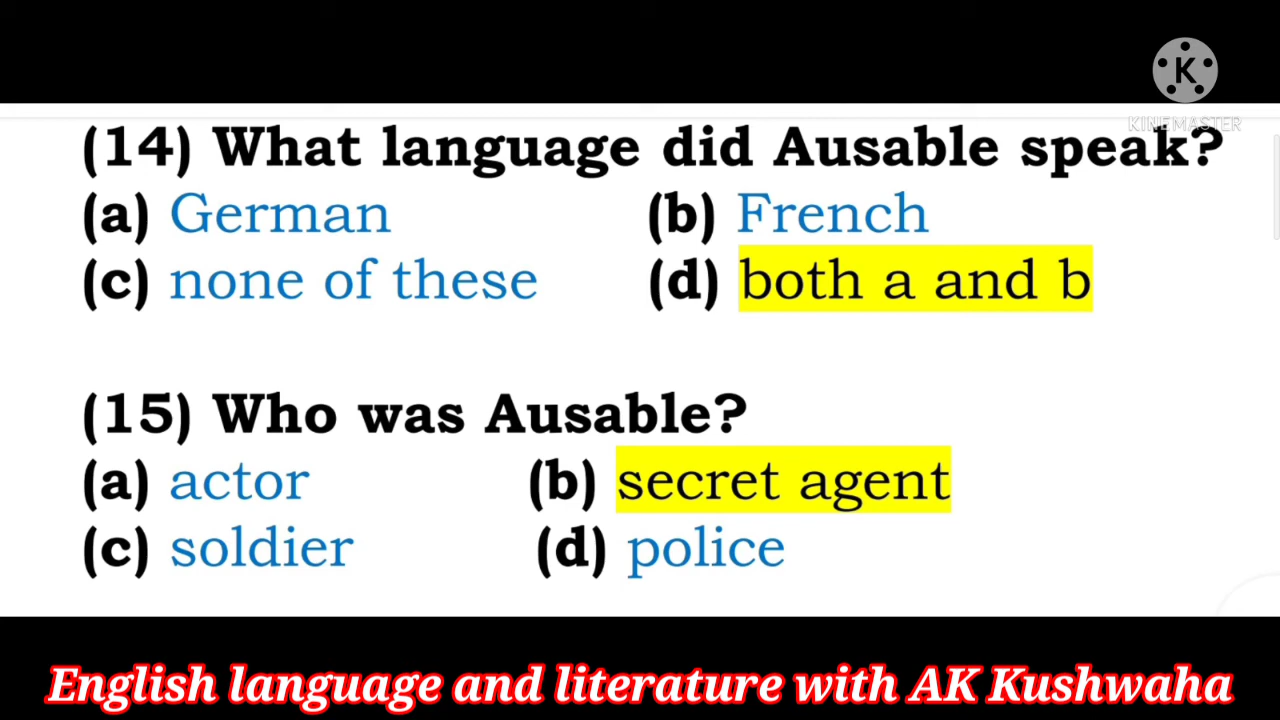 K
KINEMASTER
(14) What language did Ausable speak?
(a) German (b) French
(c) none of these (d) both a and b
(15) Who was Ausable?
(a) actor (b) secret agent
(c) soldier (d) police
English language and literature with AK Kushwaha